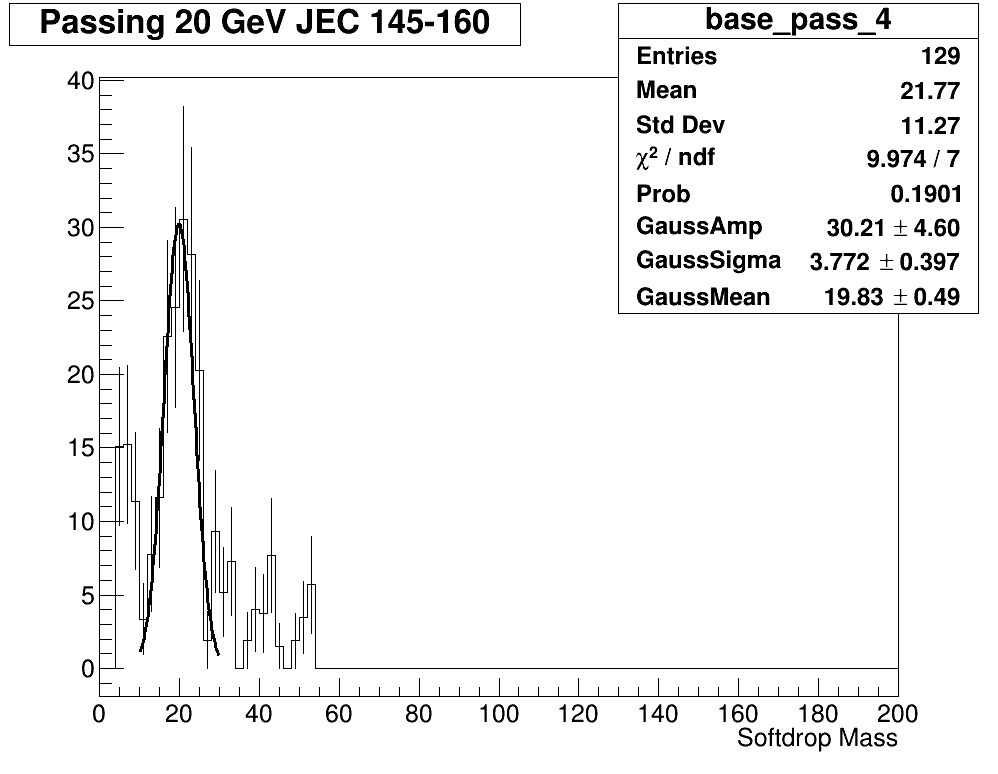 Passing 20 GeV JEC 145-160
base_pass_4
Entries 129
Mean 21.77
Std Dev 11.27
χ² / ndf 9.974 / 7
Prob 0.1901
GaussAmp 30.21 ± 4.60
GaussSigma 3.772 ± 0.397
GaussMean 19.83 ± 0.49
40
35
30
25
20
15
10
5
0
0 20 40 60 80 100 120 140 160 180 200
Softdrop Mass